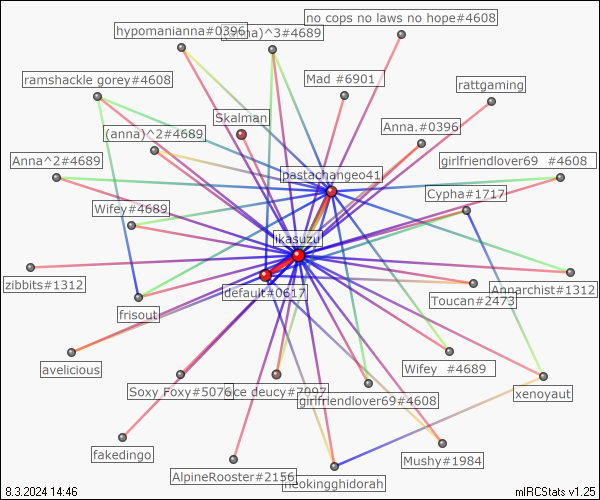 no cops no laws no hope#4608
hypomanianna#0396
(anna)^3#4689
ramshackle gorey#4608
Mad #6901
rattgaming
Skalman
(anna)^2#4689
Anna.#0396
Anna^2#4689
pastachangeo41
girlfriendlover69 #4608
Cypha#1717
Wifey#4689
ikasuzu
zibbits#1312
default#0617
Annarchist#1312
Toucan#2473
frisout
avelicious
Wifey #4689
Soxy Foxy#5076
ce deucy#7997
girlfriendlover69#4608
xenoyaut
fakedingo
Mushy#1984
AlpineRooster#2156
neokingghidorah
8.3.2024 14:46
mIRCStats v1.25